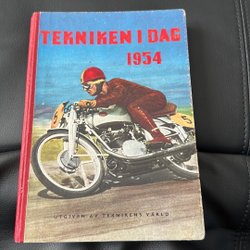 TEKNIKEN I DAG
1954
UTGIVEN AV TEKNIKENS VÄRLD